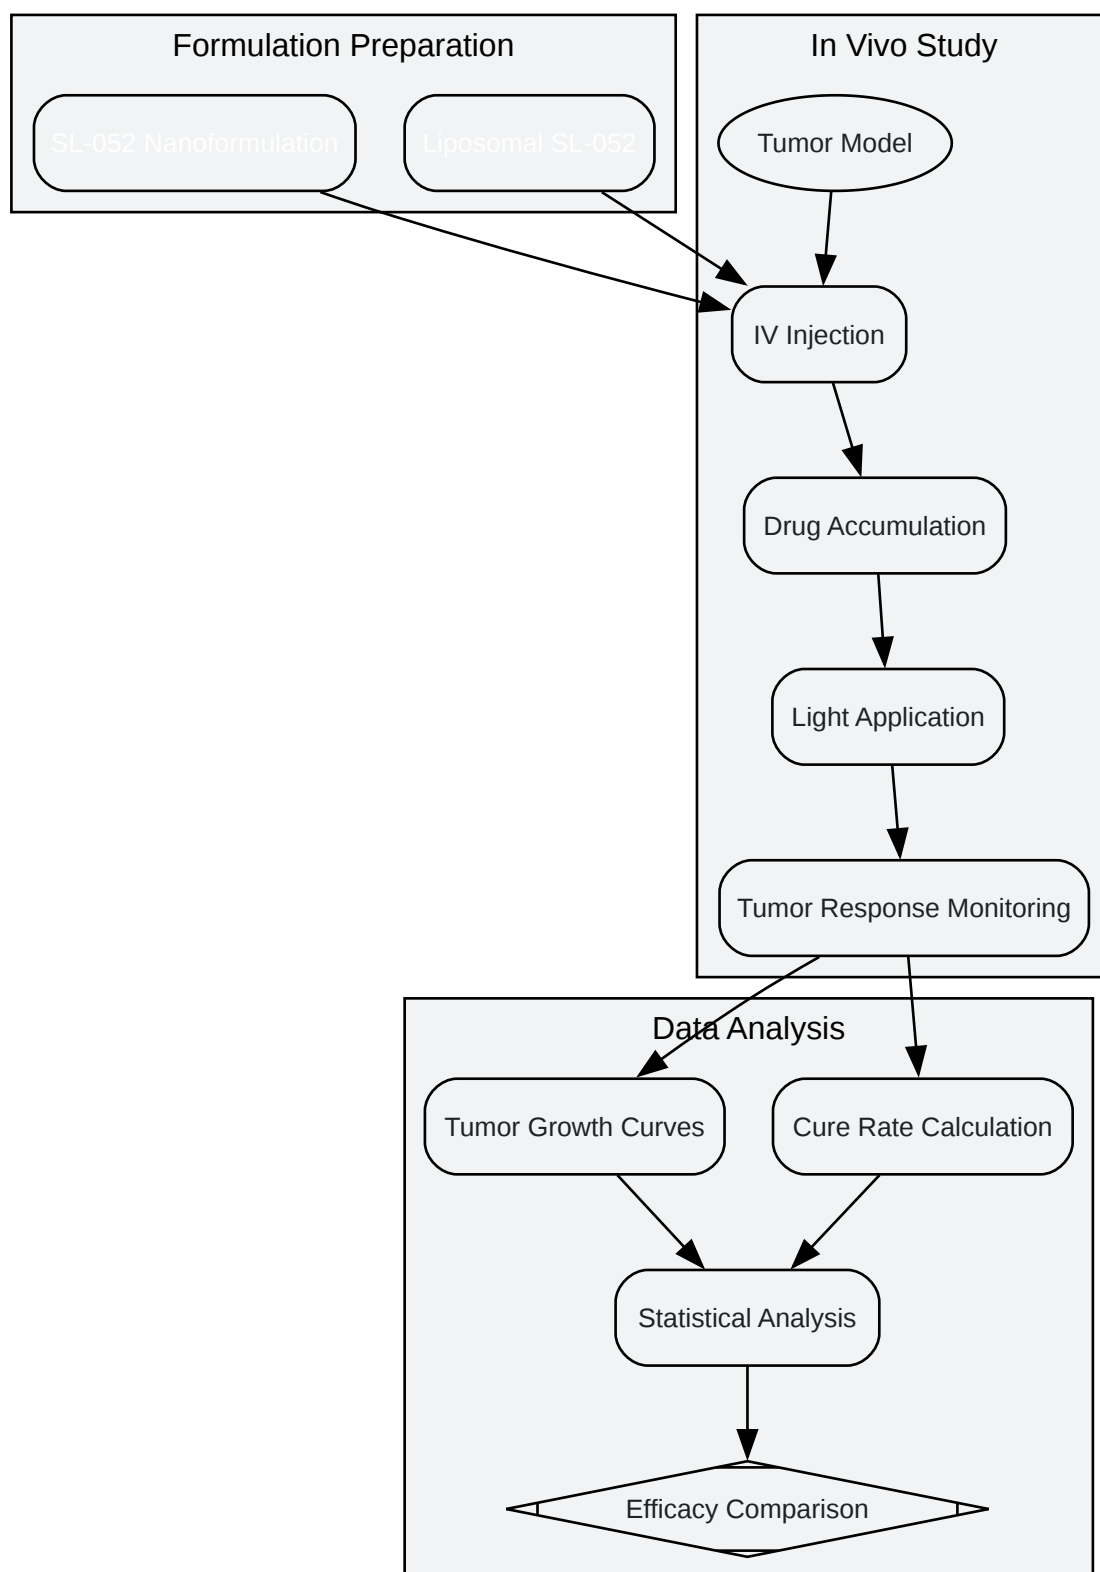 Formulation Preparation
SL-052 Nanoformulation
Liposomal SL-052
In Vivo Study
Tumor Model
IV Injection
Drug Accumulation
Light Application
Tumor Response Monitoring
Data Analysis
Tumor Growth Curves
Cure Rate Calculation
Statistical Analysis
Efficacy Comparison